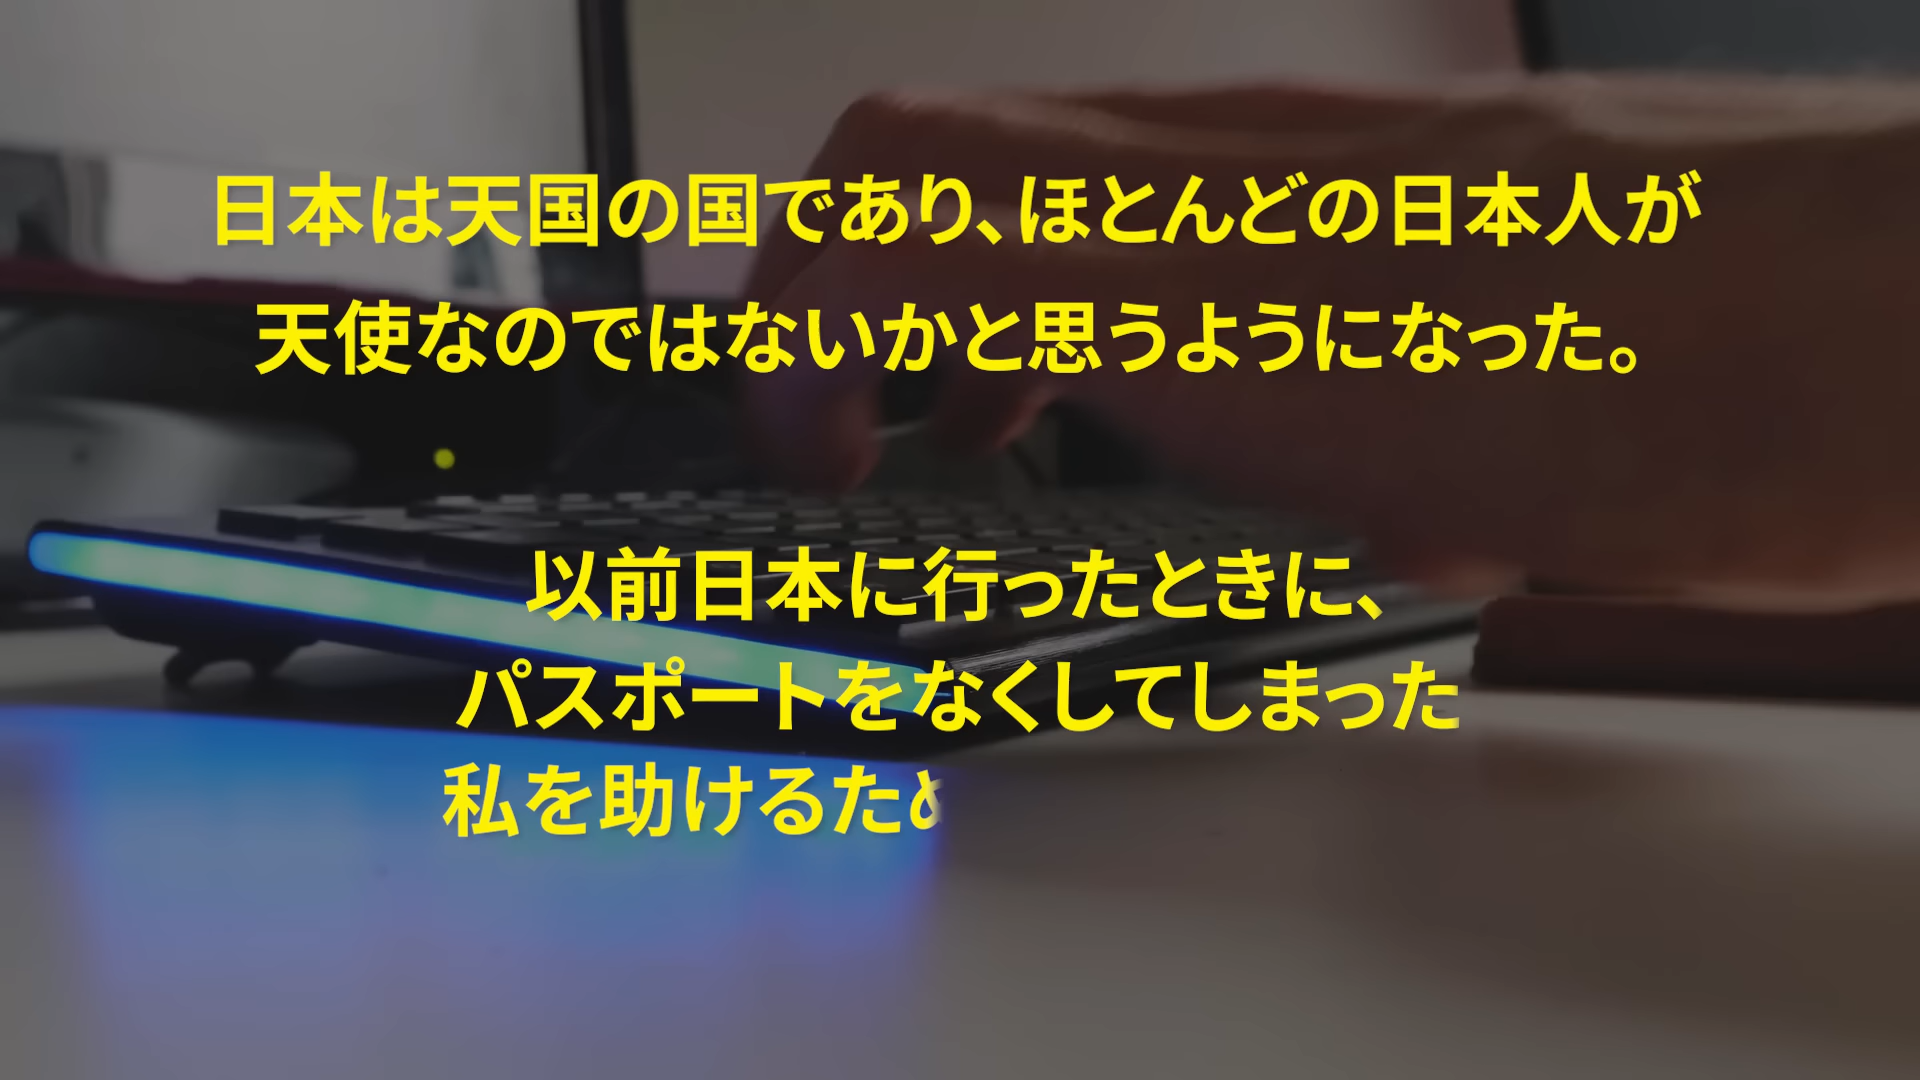 日本は天国の国であり、ほとんどの日本人が
天使なのではないかと思うようになった。
以前日本に行ったときに、
パスポートをなくしてしまった
私を助けるため